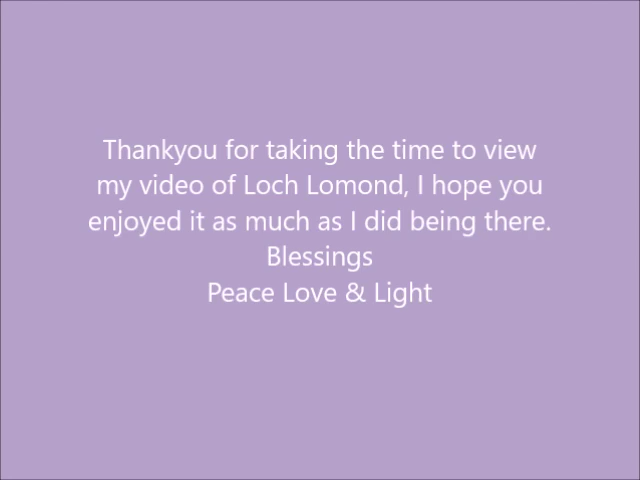 Thankyou for taking the time to view
my video of Loch Lomond, I hope you
enjoyed it as much as I did being there.
Blessings
Peace Love & Light